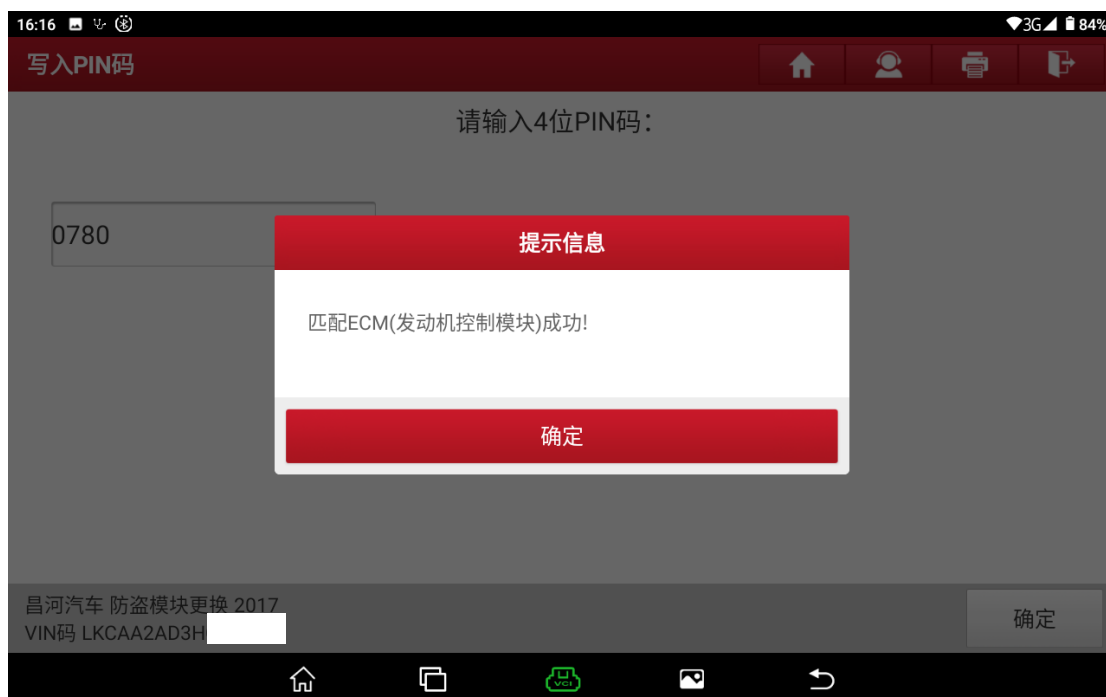 16:16
3G 84%
写入PIN码
请输入4位PIN码：
0780
提示信息
匹配ECM(发动机控制模块)成功!
确定
昌河汽车 防盗模块更换 2017
VIN码 LKCAA2AD3H
确定
VCI